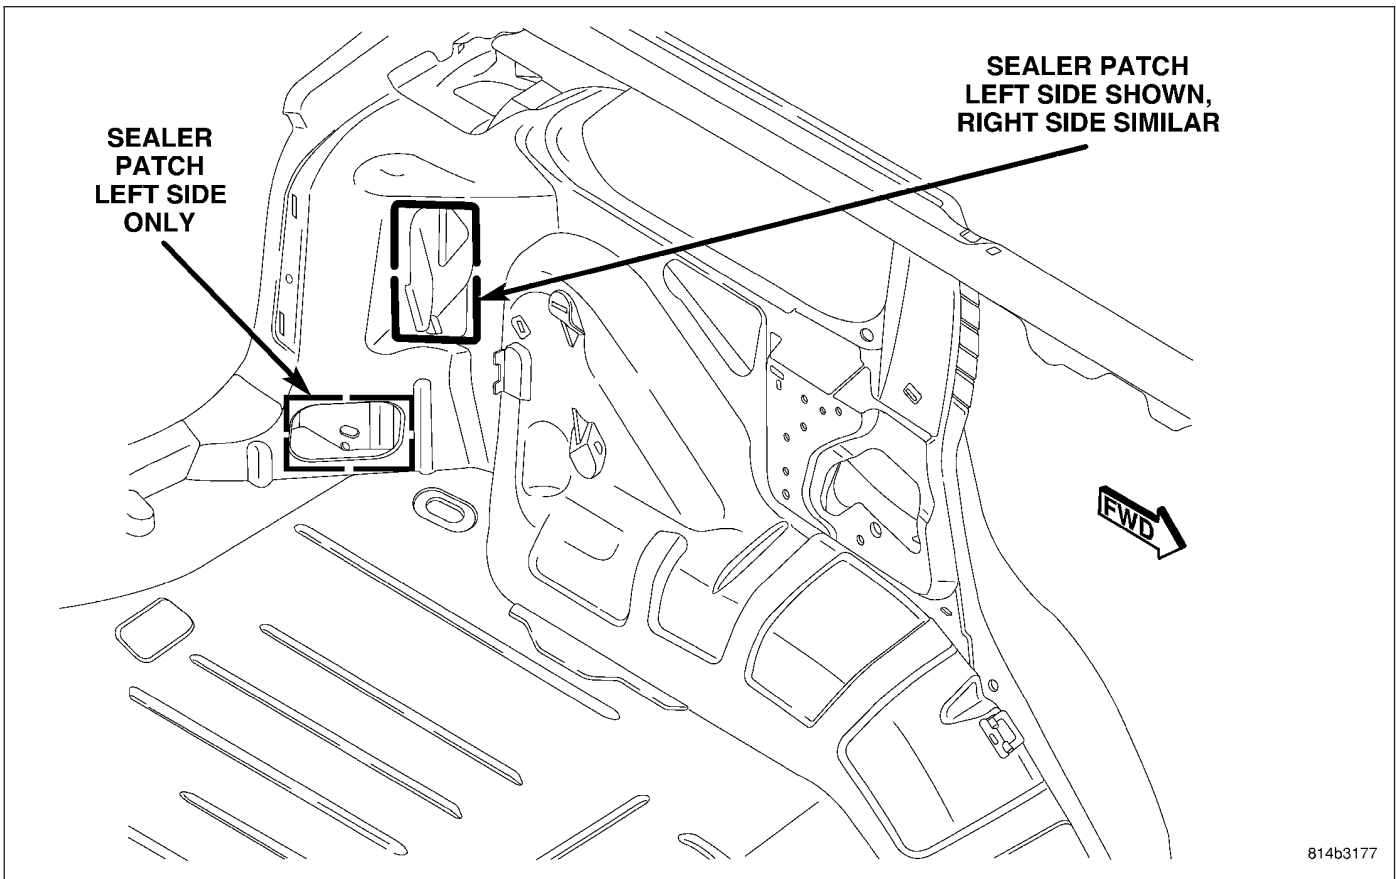 SEALER
PATCH
LEFT SIDE
ONLY
SEALER PATCH
LEFT SIDE SHOWN,
RIGHT SIDE SIMILAR
FWD
814b3177